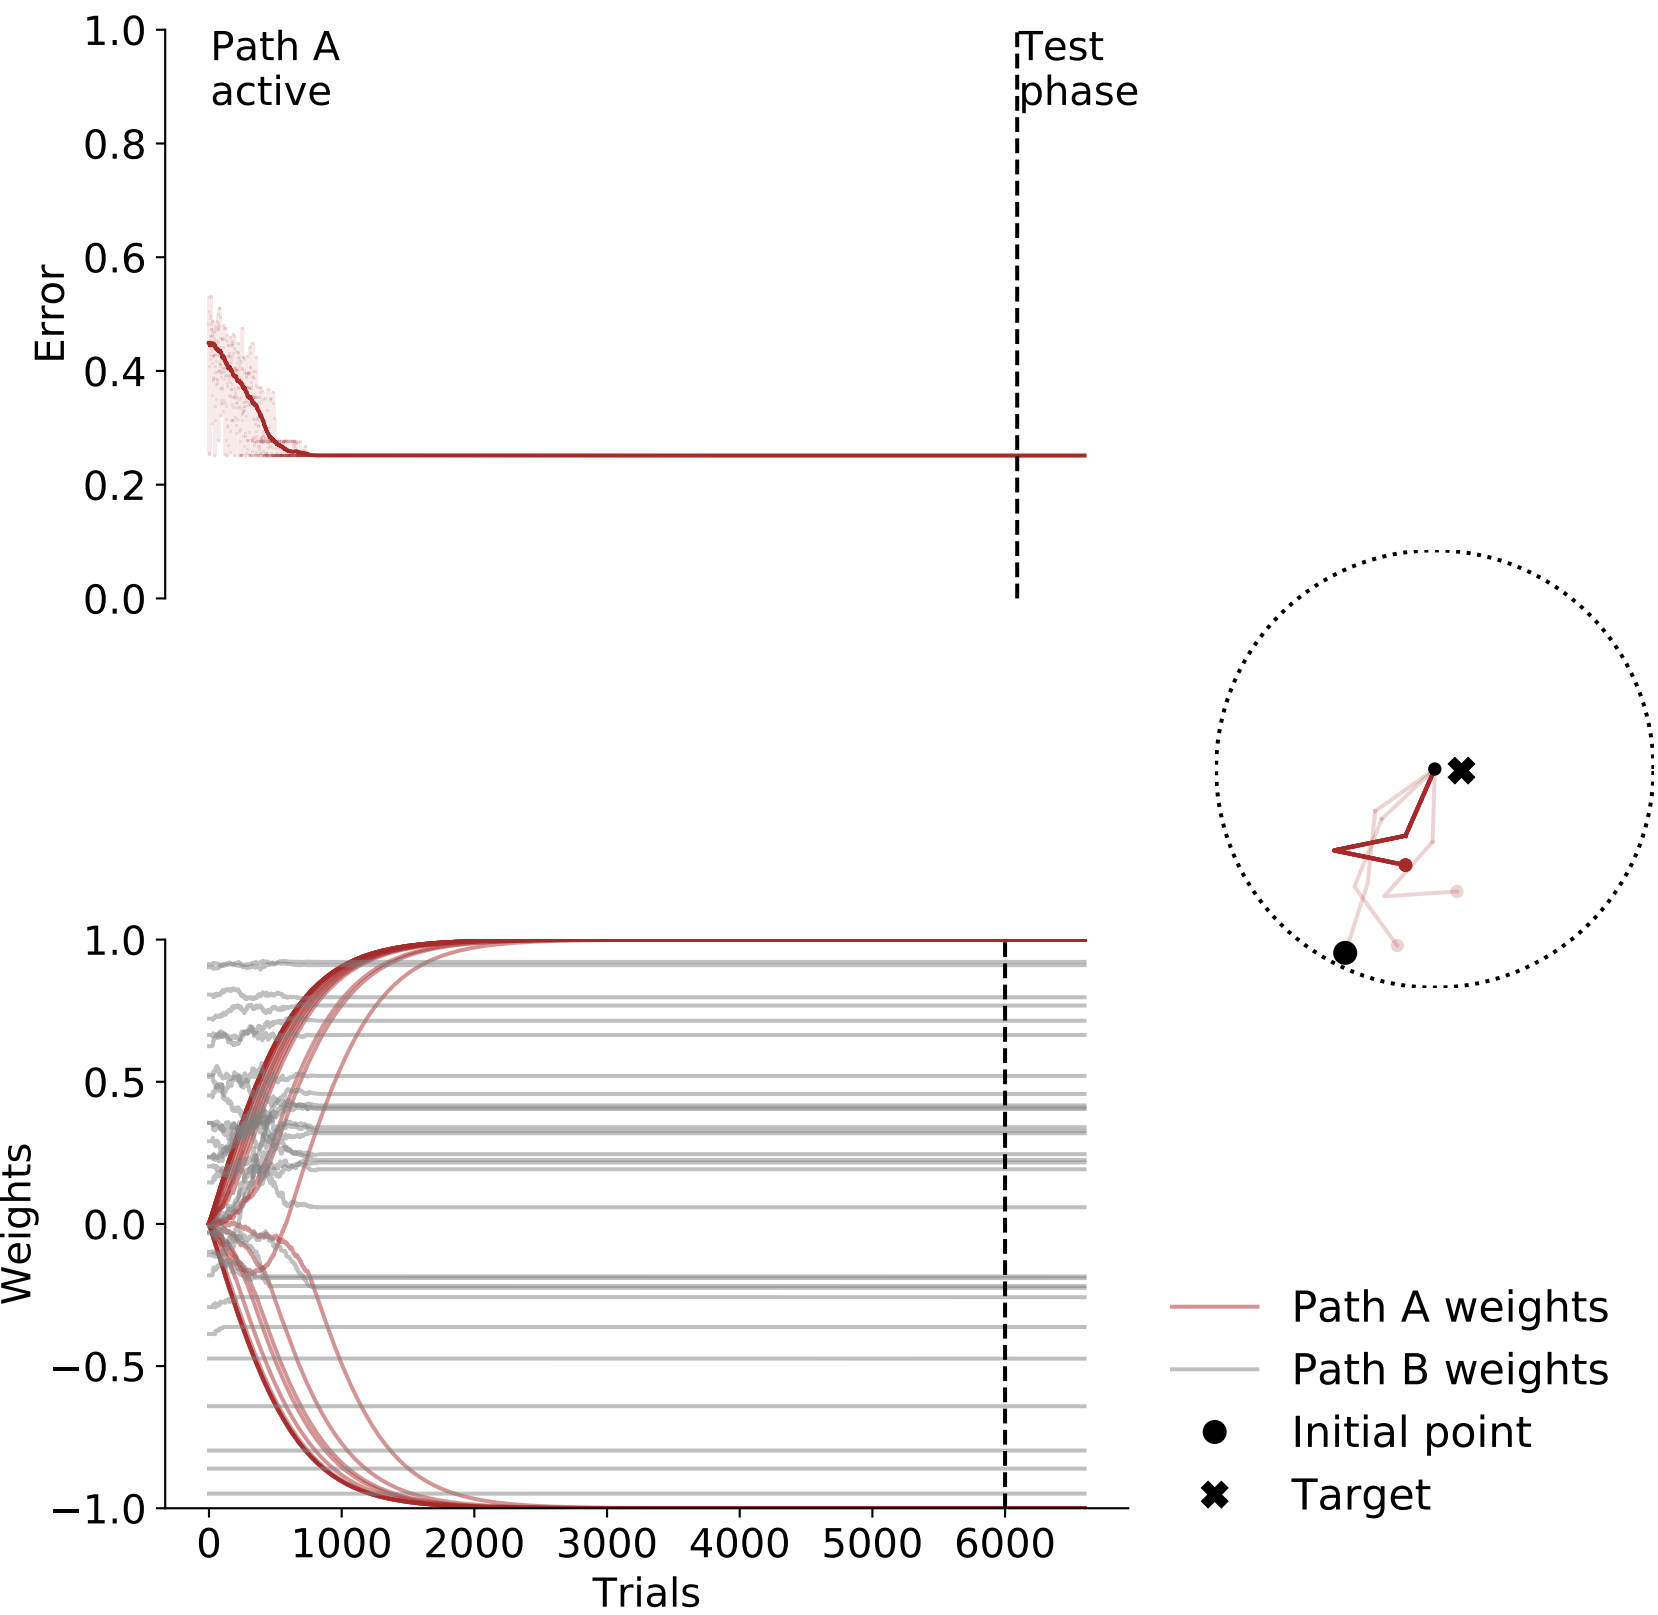 Path A
active
Test
phase
1.0
0.8
0.6
0.4
0.2
0.0
Error
1.0
0.5
0.0
−0.5
−1.0
Weights
0 1000 2000 3000 4000 5000 6000
Trials
Path A weights
Path B weights
Initial point
Target